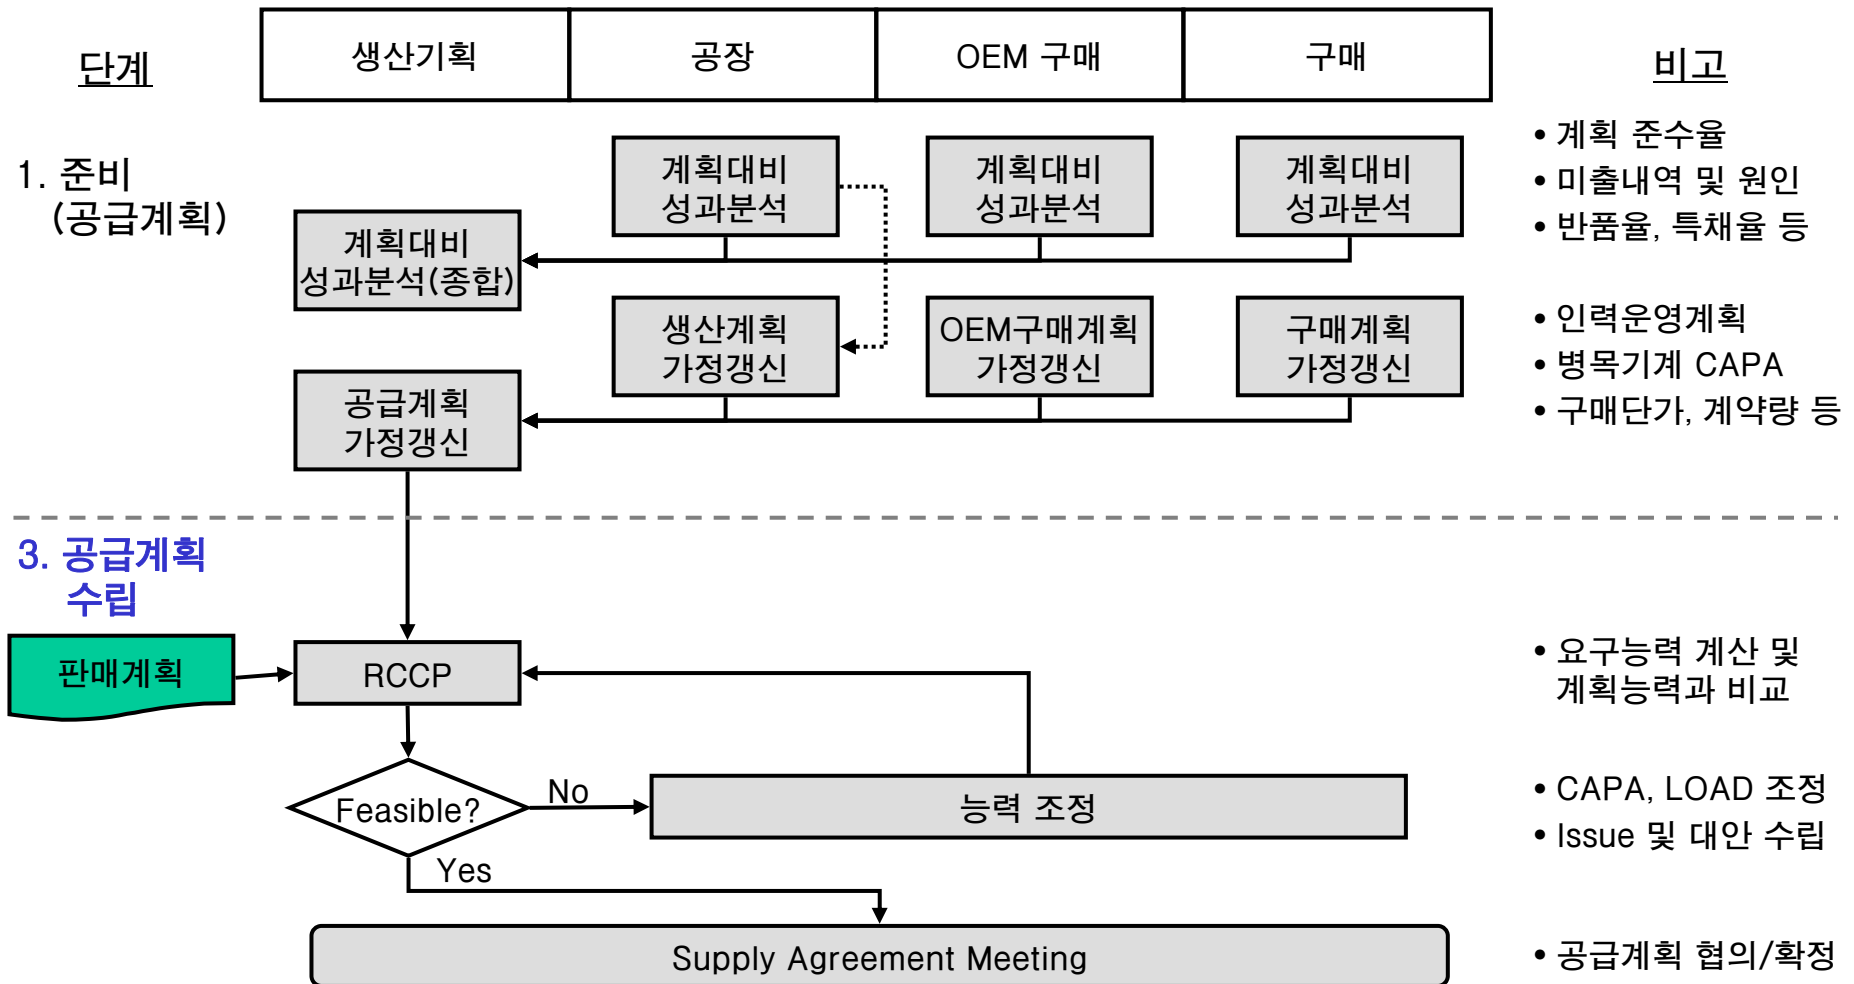 단계
생산기획
공장
OEM 구매
구매
비고
1. 준비
(공급계획)
계획대비
성과분석
계획대비
성과분석
계획대비
성과분석
계획대비
성과분석(종합)
• 계획 준수율
• 미출내역 및 원인
• 반품율, 특채율 등
생산계획
가정갱신
OEM구매계획
가정갱신
구매계획
가정갱신
공급계획
가정갱신
• 인력운영계획
• 병목기계 CAPA
• 구매단가, 계약량 등
3. 공급계획
수립
판매계획
RCCP
• 요구능력 계산 및
계획능력과 비교
Feasible?
No
능력 조정
• CAPA, LOAD 조정
• Issue 및 대안 수립
Yes
Supply Agreement Meeting
• 공급계획 협의/확정